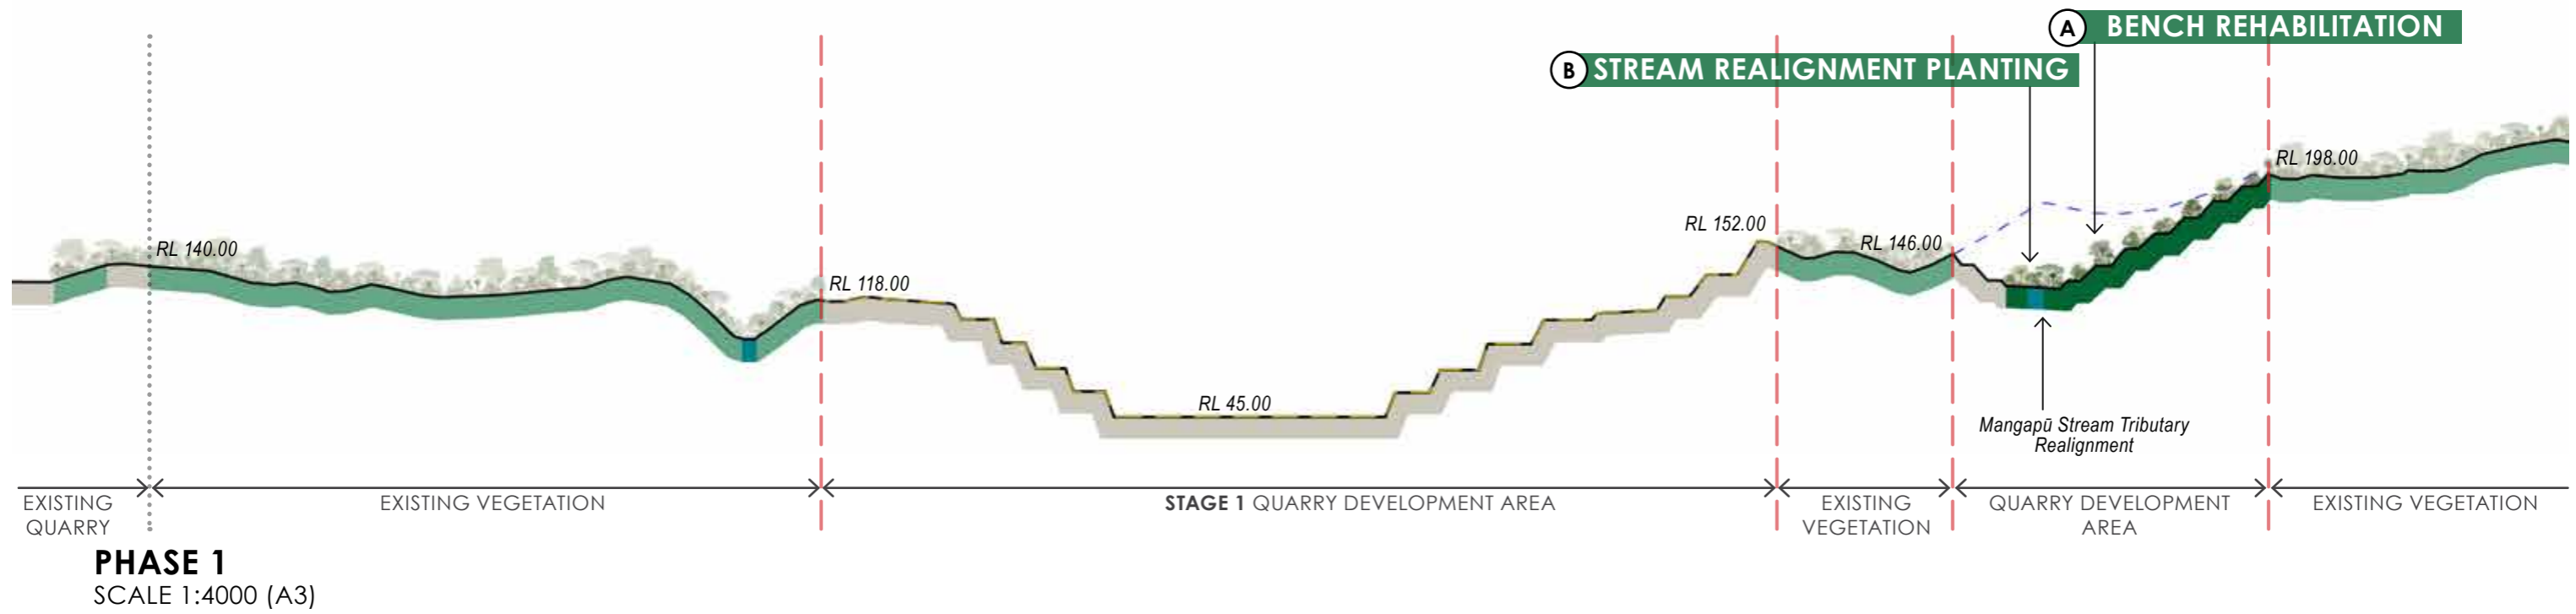 A BENCH REHABILITATION
B STREAM REALIGNMENT PLANTING
RL 140.00
RL 118.00
RL 45.00
RL 152.00
RL 146.00
RL 198.00
Mangapū Stream Tributary
Realignment
EXISTING
QUARRY
EXISTING VEGETATION
STAGE 1 QUARRY DEVELOPMENT AREA
EXISTING
VEGETATION
QUARRY DEVELOPMENT
AREA
EXISTING VEGETATION
PHASE 1
SCALE 1:4000 (A3)